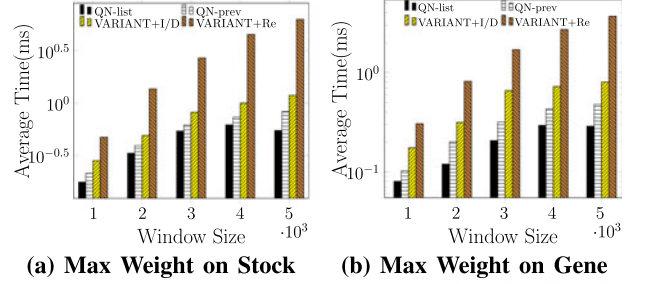 QN-list QN-prev
VARIANT+I/D VARIANT+Re
Average Time(ms)
10^0.5
10^0
10^−0.5
1 2 3 4 5
Window Size ·10^3
(a) Max Weight on Stock
QN-list QN-prev
VARIANT+I/D VARIANT+Re
Average Time(ms)
10^0
10^−1
1 2 3 4 5
Window Size ·10^3
(b) Max Weight on Gene